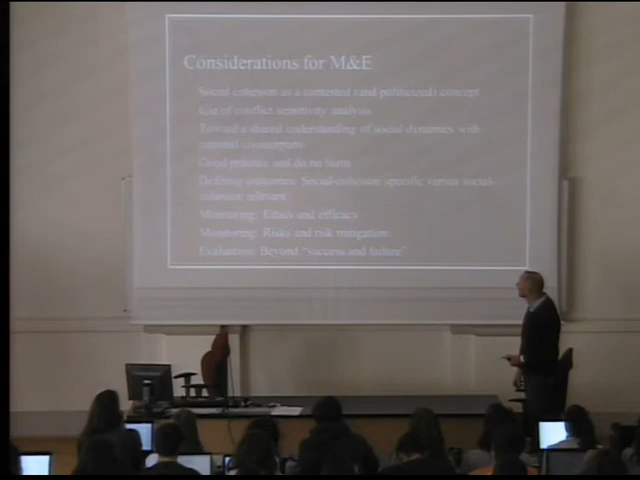 Considerations for M&E
Social cohesion as a contested (and politicized) concept
Use of conflict sensitivity analysis
Toward a shared understanding of social dynamics with
national counterparts
Good practice and do no harm
Defining outcomes: Social-cohesion specific versus social-
cohesion relevant
Monitoring: Ethics and efficacy
Monitoring: Risks and risk mitigation
Evaluation: Beyond "success and failure"